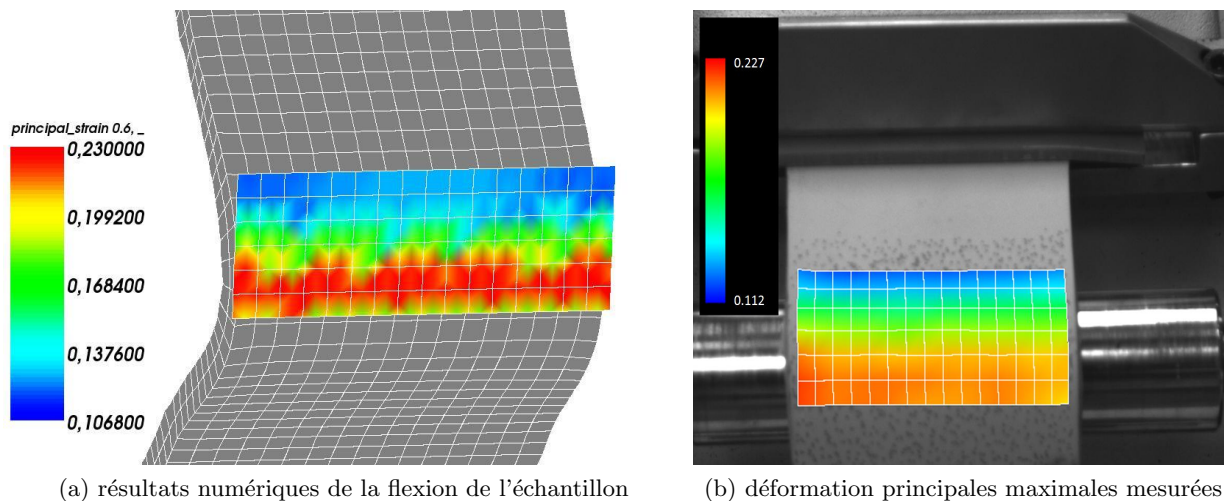 principal_strain 0.6, _
0,230000
0,199200
0,168400
0,137600
0,106800
0.227
0.112
(a) résultats numériques de la flexion de l'échantillon
(b) déformation principales maximales mesurées